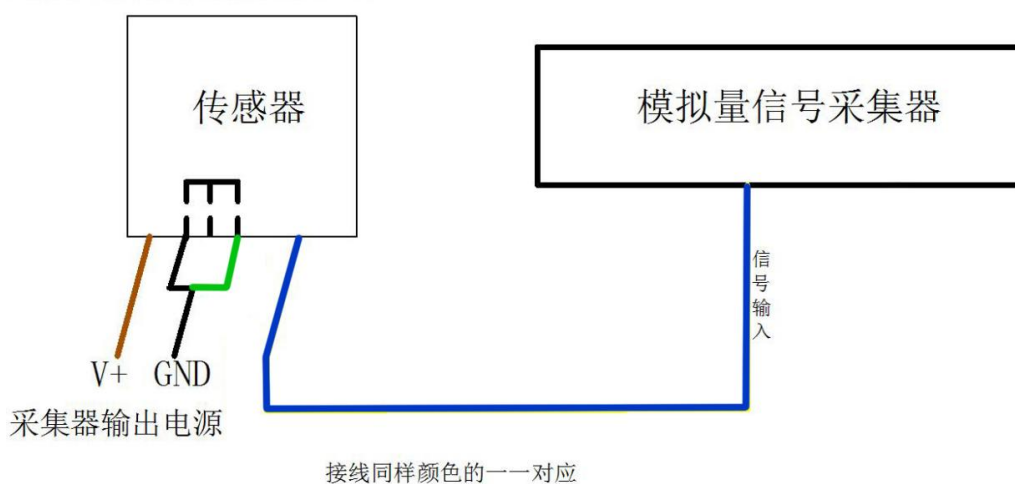 传感器
模拟量信号采集器
信号输入
V+ GND
采集器输出电源
接线同样颜色的一一对应